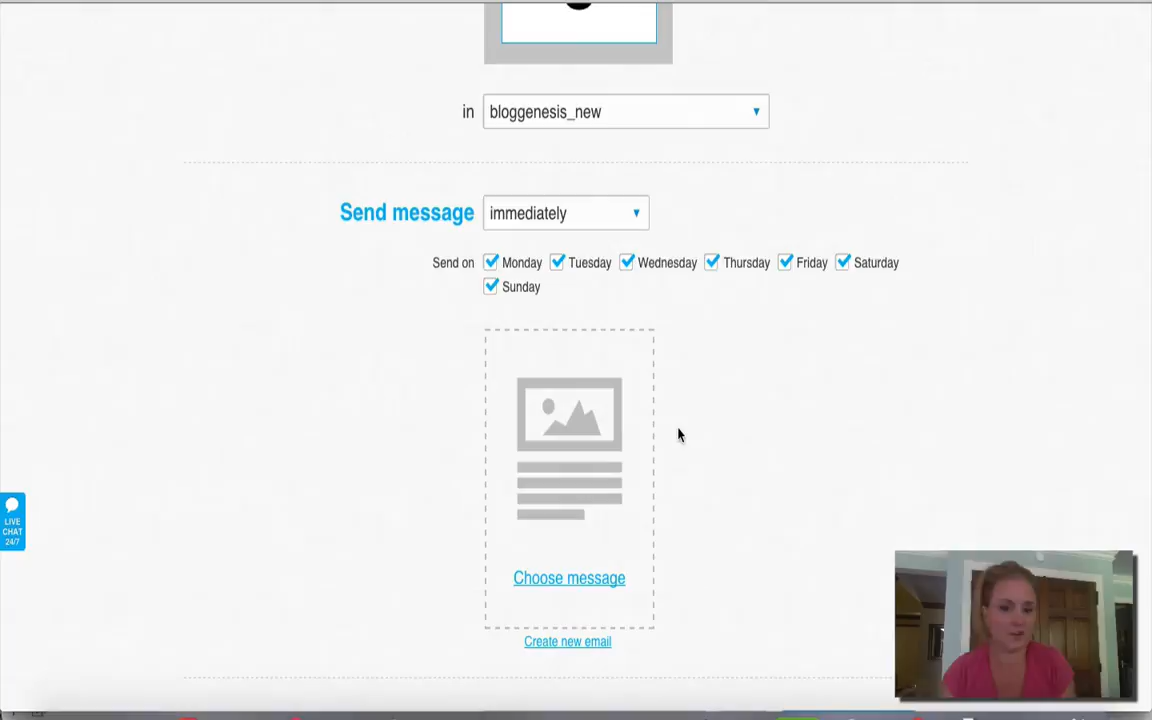 in bloggenesis_new
Send message immediately
Send on Monday Tuesday Wednesday Thursday Friday Saturday
Sunday
Choose message
Create new email
LIVE
CHAT
24/7